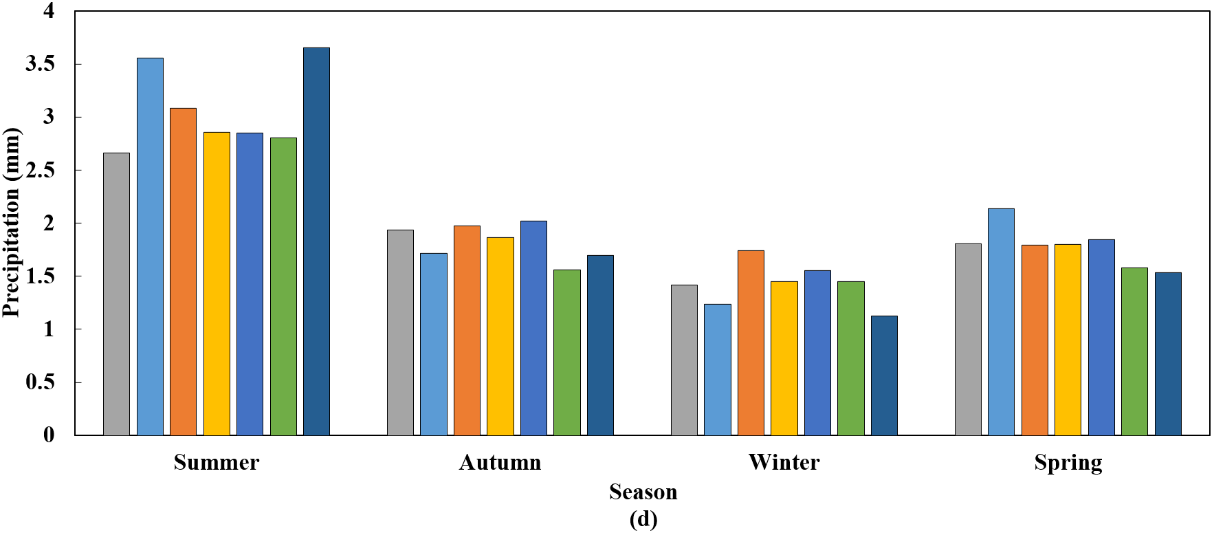 4
3.5
3
2.5
2
1.5
1
0.5
0
Precipitation (mm)
Summer Autumn Winter Spring
Season
(d)